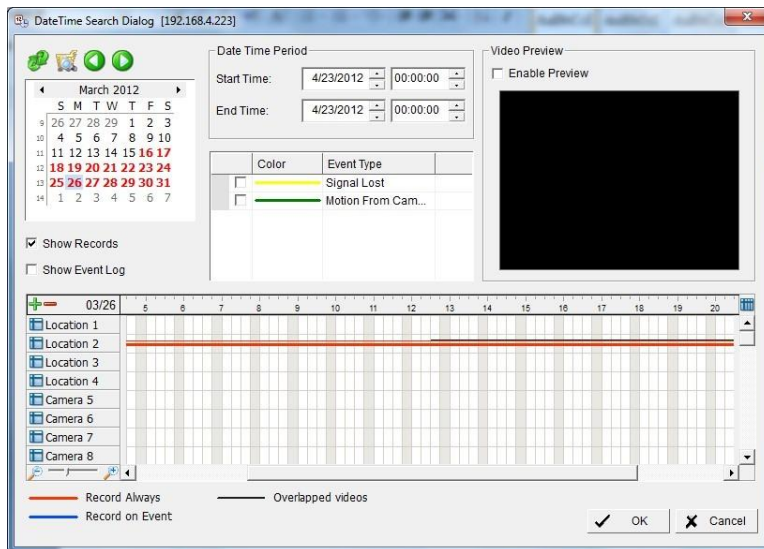 DateTime Search Dialog [192.168.4.223]
March 2012
S M T W T F S
9 26 27 28 29 1 2 3
10 4 5 6 7 8 9 10
11 11 12 13 14 15 16 17
12 18 19 20 21 22 23 24
13 25 26 27 28 29 30 31
14 1 2 3 4 5 6 7
Show Records
Show Event Log
Date Time Period
Start Time: 4/23/2012 00:00:00
End Time: 4/23/2012 00:00:00
Color Event Type
Signal Lost
Motion From Cam...
Video Preview
Enable Preview
03/26 5 6 7 8 9 10 11 12 13 14 15 16 17 18 19 20
Location 1
Location 2
Location 3
Location 4
Camera 5
Camera 6
Camera 7
Camera 8
Record Always
Overlapped videos
Record on Event
OK
Cancel